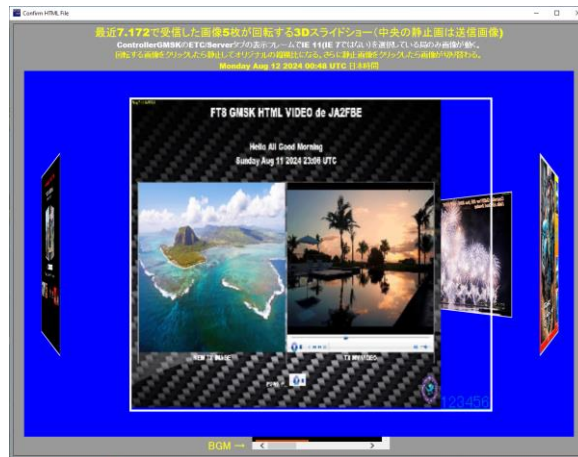 Confirm HTML File
最近7.172で受信した画像5枚が回転する3Dスライドショー(中央の静止画は送信画像)
ControllerGMSKのETC/Serverタブの表示フレームでIE 11(IE 7ではない)を選択している局のみ画像が動く。
回転する画像をクリックしたら静止してオリジナルの縦横比になる。さらに静止画像をクリックしたら画像が切り替わる。
Monday Aug 12 2024 00:48 UTC 日本時間
FT8 GMSK HTML VIDEO de JA2FBE
Hello All Good Morning
Sunday Aug 11 2024 23:06 UTC
TX MY VIDEO
123456
BGM →